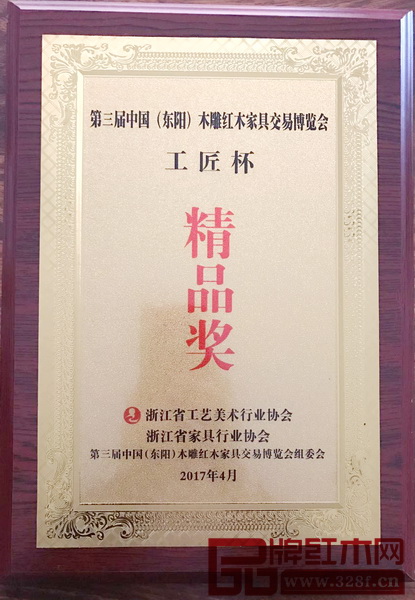 第三届中国（东阳）木雕红木家具交易博览会
工匠杯
精
品
奖
浙江省工艺美术行业协会
浙江省家具行业协会
第三届中国（东阳）木雕红木家具交易博览会组委会
2017年4月
品牌红木网
www.328f.cn